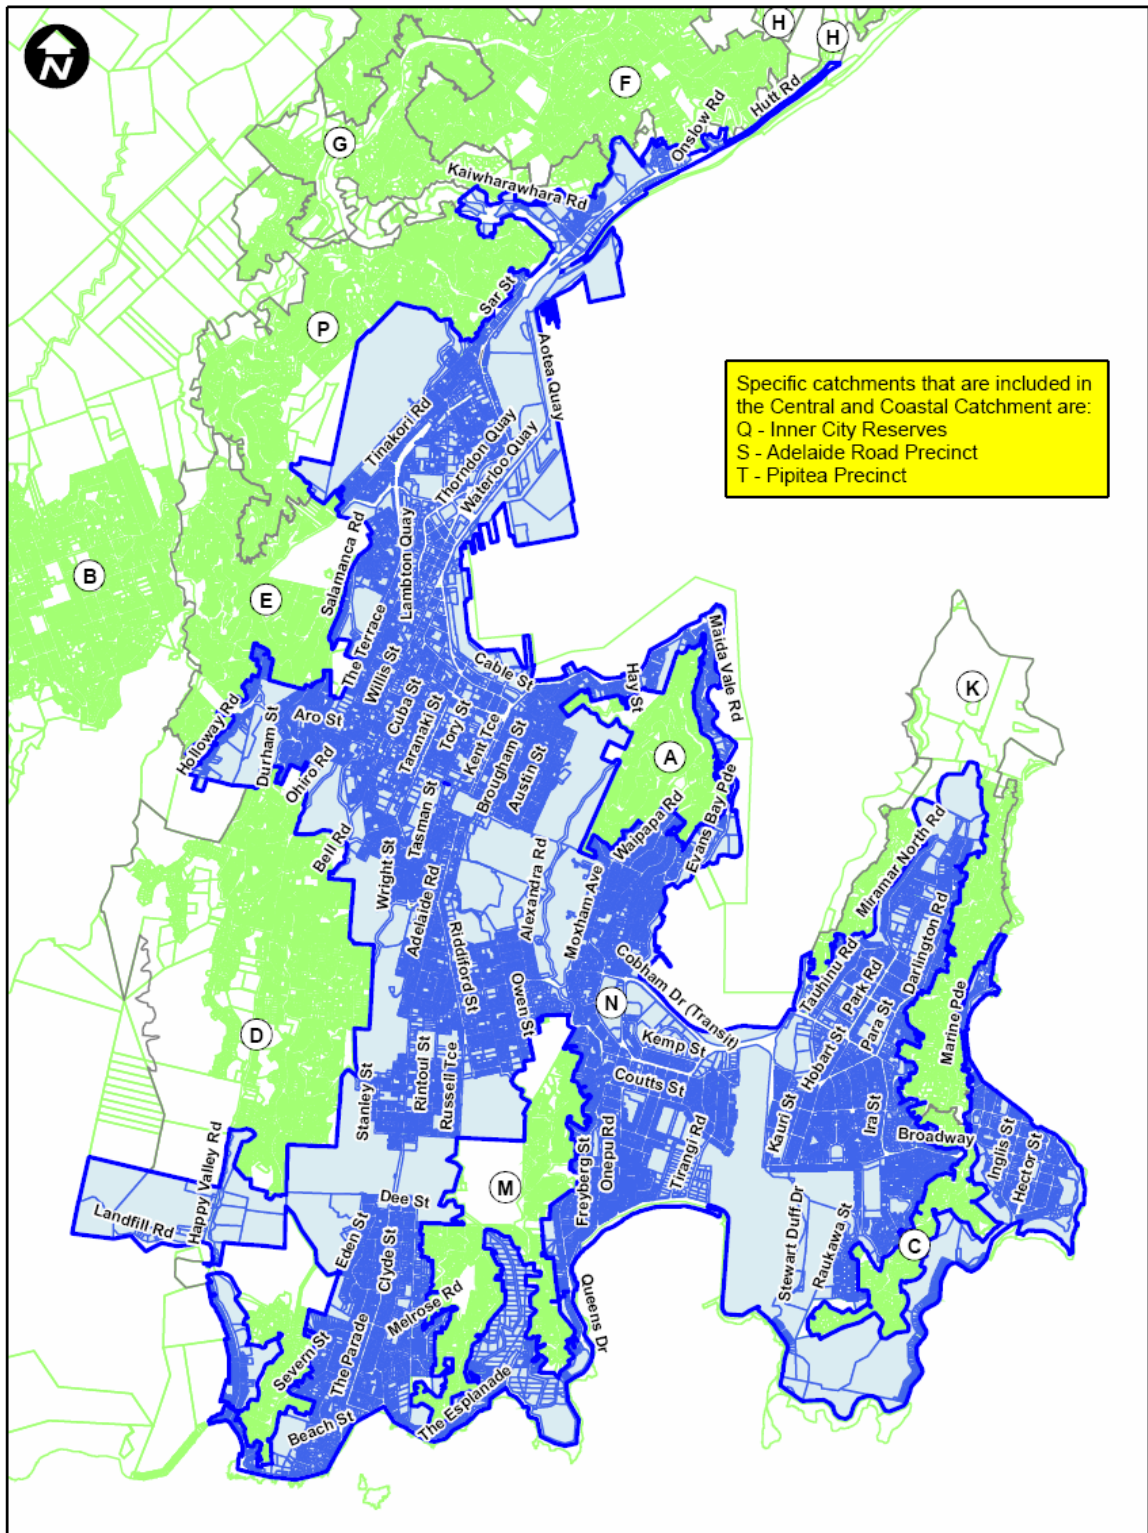 N
H
H
F
Hutt Rd
Onslow Rd
G
Kaiwharawhara Rd
Sar St
P
Aotea Quay
Specific catchments that are included in
the Central and Coastal Catchment are:
Q - Inner City Reserves
S - Adelaide Road Precinct
T - Pipitea Precinct
Tinakori Rd
Thorndon Quay
Waterloo Quay
Salamanca Rd
Lambton Quay
B
E
The Terrace
Willis St
Cable St
Hay St
Maida Vale Rd
K
Holloway Rd
Durham St
Aro St
Cuba St
Taranaki St
Tory St
Kent Tce
Brougham St
Austin St
A
Ohiro Rd
Tasman St
Waipapa Rd
Evans Bay Pde
Bell Rd
Wright St
Adelaide Rd
Alexandra Rd
Moxham Ave
Miramar North Rd
Darlington Rd
Riddiford St
Owen St
Cobham Dr (Transit)
Tauhinu Rd
Park Rd
Para St
Marine Pde
N
D
Kemp St
Hobart St
Stanley St
Rintoul St
Russell Tce
Coutts St
Kauri St
Ira St
Broadway
Inglis St
Hector St
Happy Valley Rd
Freyberg St
Onepu Rd
Tirangi Rd
M
Landfill Rd
Dee St
Eden St
Clyde St
Stewart Duff Dr
Raukawa St
C
Melrose Rd
Queens Dr
Severn St
The Parade
Beach St
The Esplanade